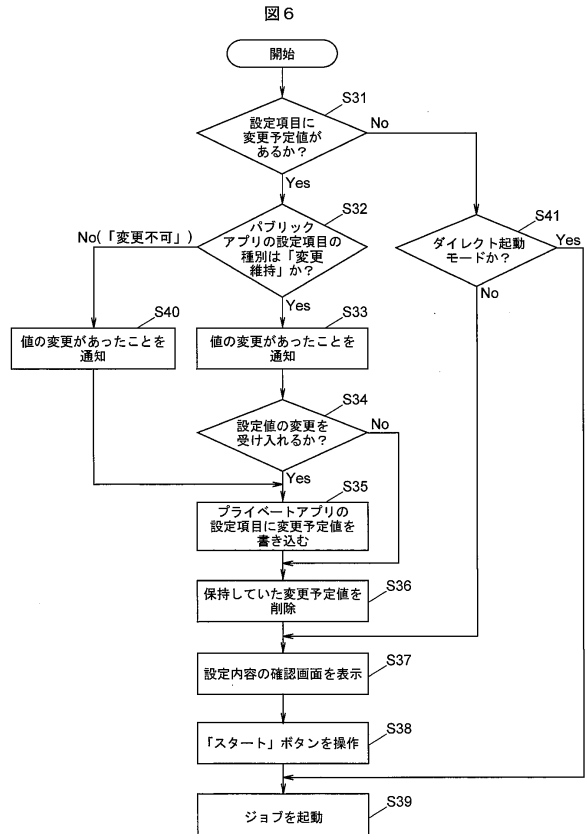 図６
開始
S31
設定項目に
変更予定値が
あるか？
No
Yes
S32
パブリック
アプリの設定項目の
種別は「変更
維持」か？
No(「変更不可」)
Yes
S41
ダイレクト起動
モードか？
Yes
No
S40
値の変更があったことを
通知
S33
値の変更があったことを
通知
S34
設定値の変更を
受け入れるか？
No
Yes
S35
プライベートアプリの
設定項目に変更予定値を
書き込む
S36
保持していた変更予定値を
削除
S37
設定内容の確認画面を表示
S38
「スタート」ボタンを操作
S39
ジョブを起動